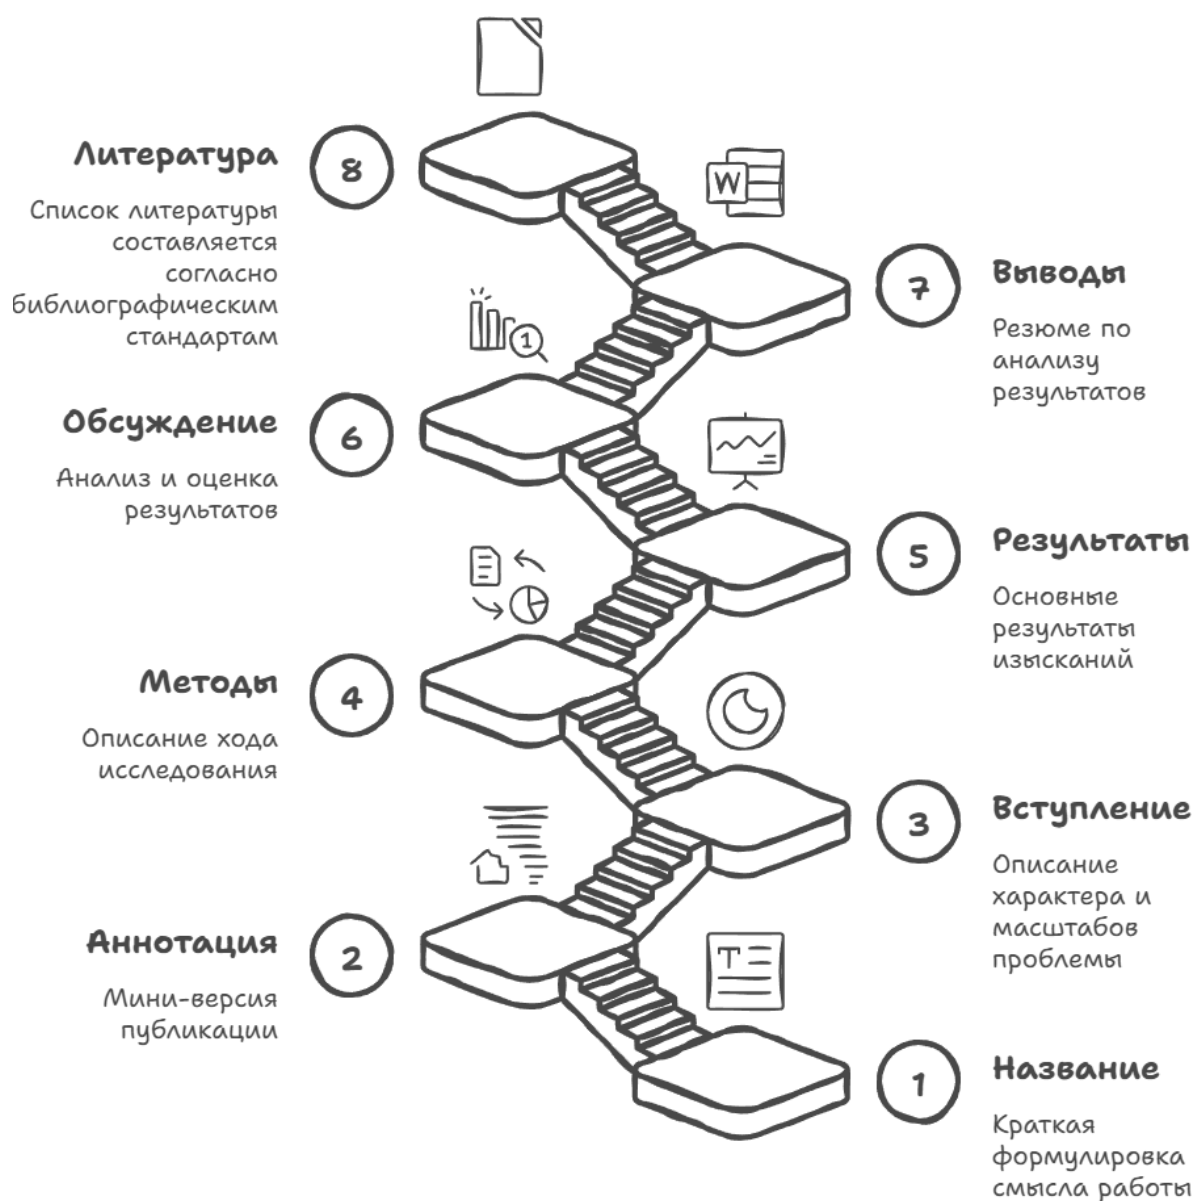 Литература
8
Список литературы
составляется
согласно
библиографическим
стандартам
W
7
Выводы
Резюме по
анализу
результатов
1
Обсуждение
6
Анализ и оценка
результатов
5
Результаты
Основные
результаты
изысканий
Методы
4
Описание хода
исследования
3
Вступление
Описание
характера и
масштабов
проблемы
Аннотация
2
Мини-версия
публикации
T
1
Название
Краткая
формулировка
смысла работы